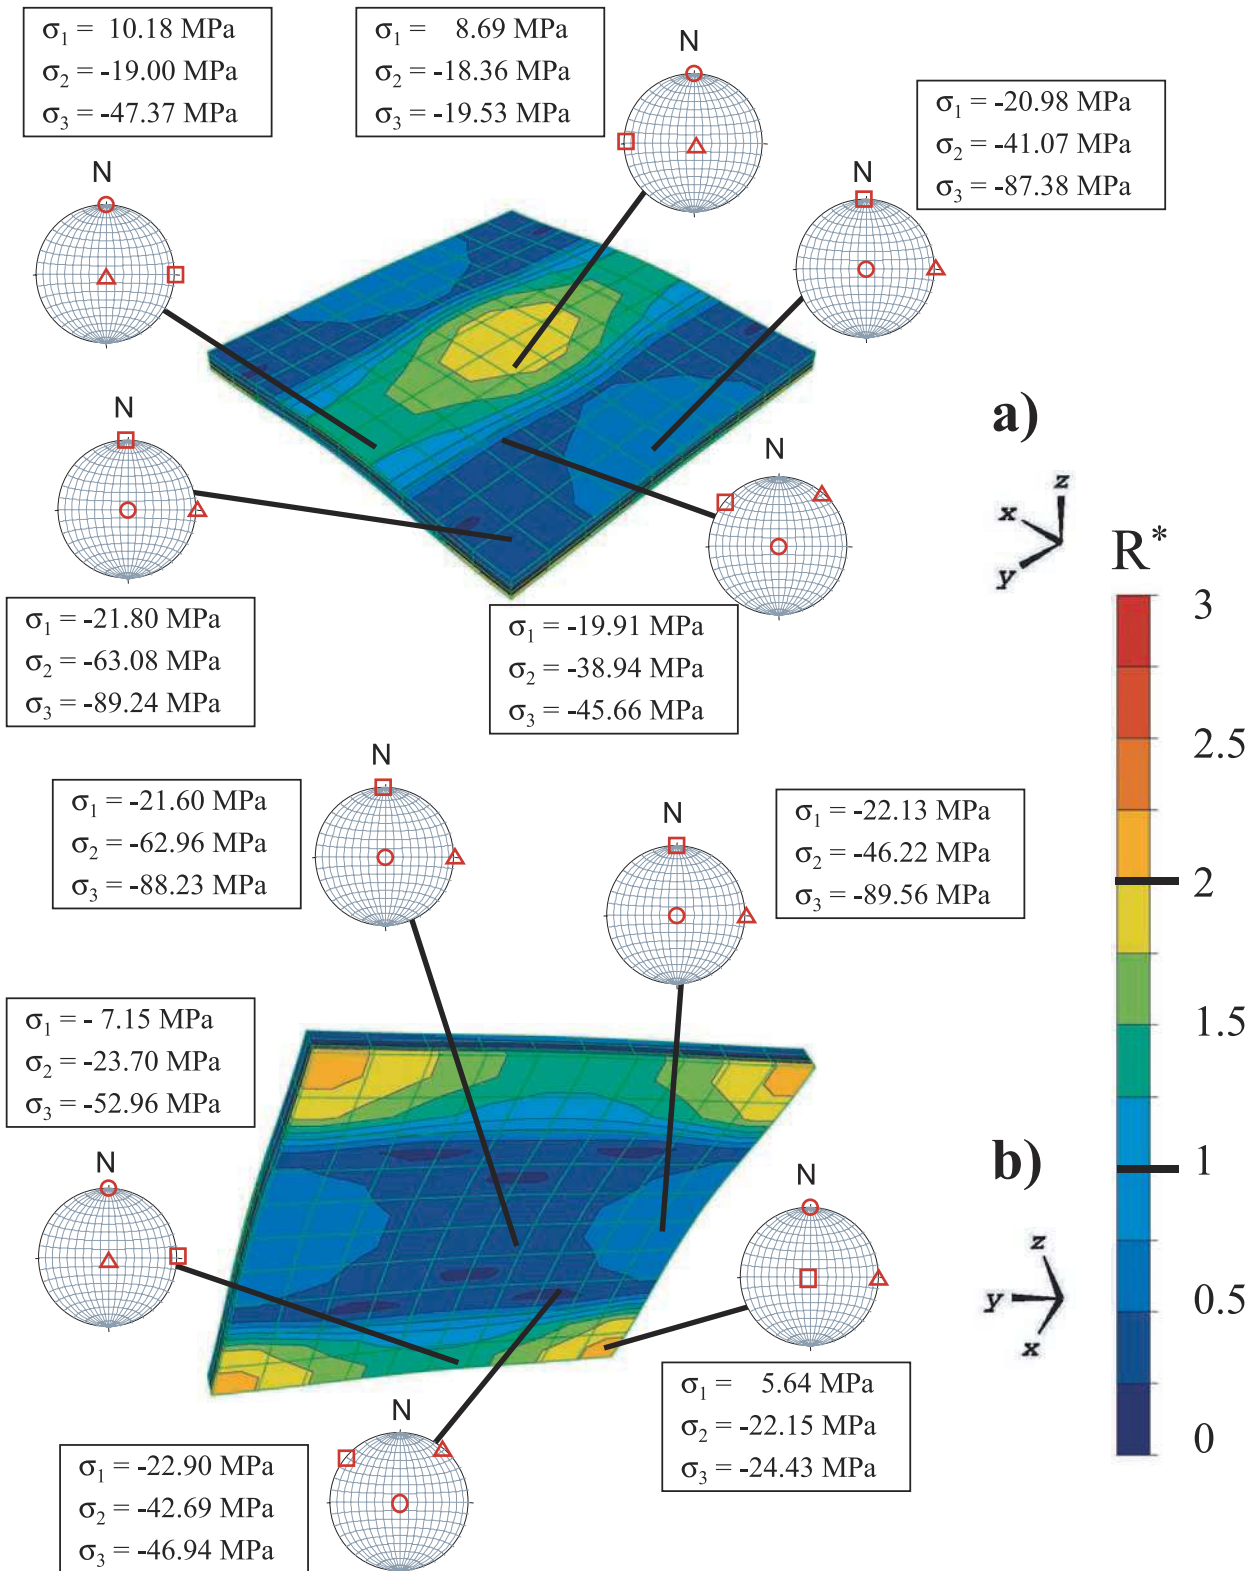 σ1 = 10.18 MPa
σ2 = -19.00 MPa
σ3 = -47.37 MPa
σ1 = 8.69 MPa
σ2 = -18.36 MPa
σ3 = -19.53 MPa
N
σ1 = -20.98 MPa
σ2 = -41.07 MPa
σ3 = -87.38 MPa
N
N
a)
N
N
z
x
y
R*
3
σ1 = -21.80 MPa
σ2 = -63.08 MPa
σ3 = -89.24 MPa
σ1 = -19.91 MPa
σ2 = -38.94 MPa
σ3 = -45.66 MPa
2.5
N
σ1 = -21.60 MPa
σ2 = -62.96 MPa
σ3 = -88.23 MPa
N
σ1 = -22.13 MPa
σ2 = -46.22 MPa
σ3 = -89.56 MPa
2
σ1 = - 7.15 MPa
σ2 = -23.70 MPa
σ3 = -52.96 MPa
1.5
N
N
b)
1
z
y
x
0.5
σ1 = 5.64 MPa
σ2 = -22.15 MPa
σ3 = -24.43 MPa
0
N
σ1 = -22.90 MPa
σ2 = -42.69 MPa
σ3 = -46.94 MPa